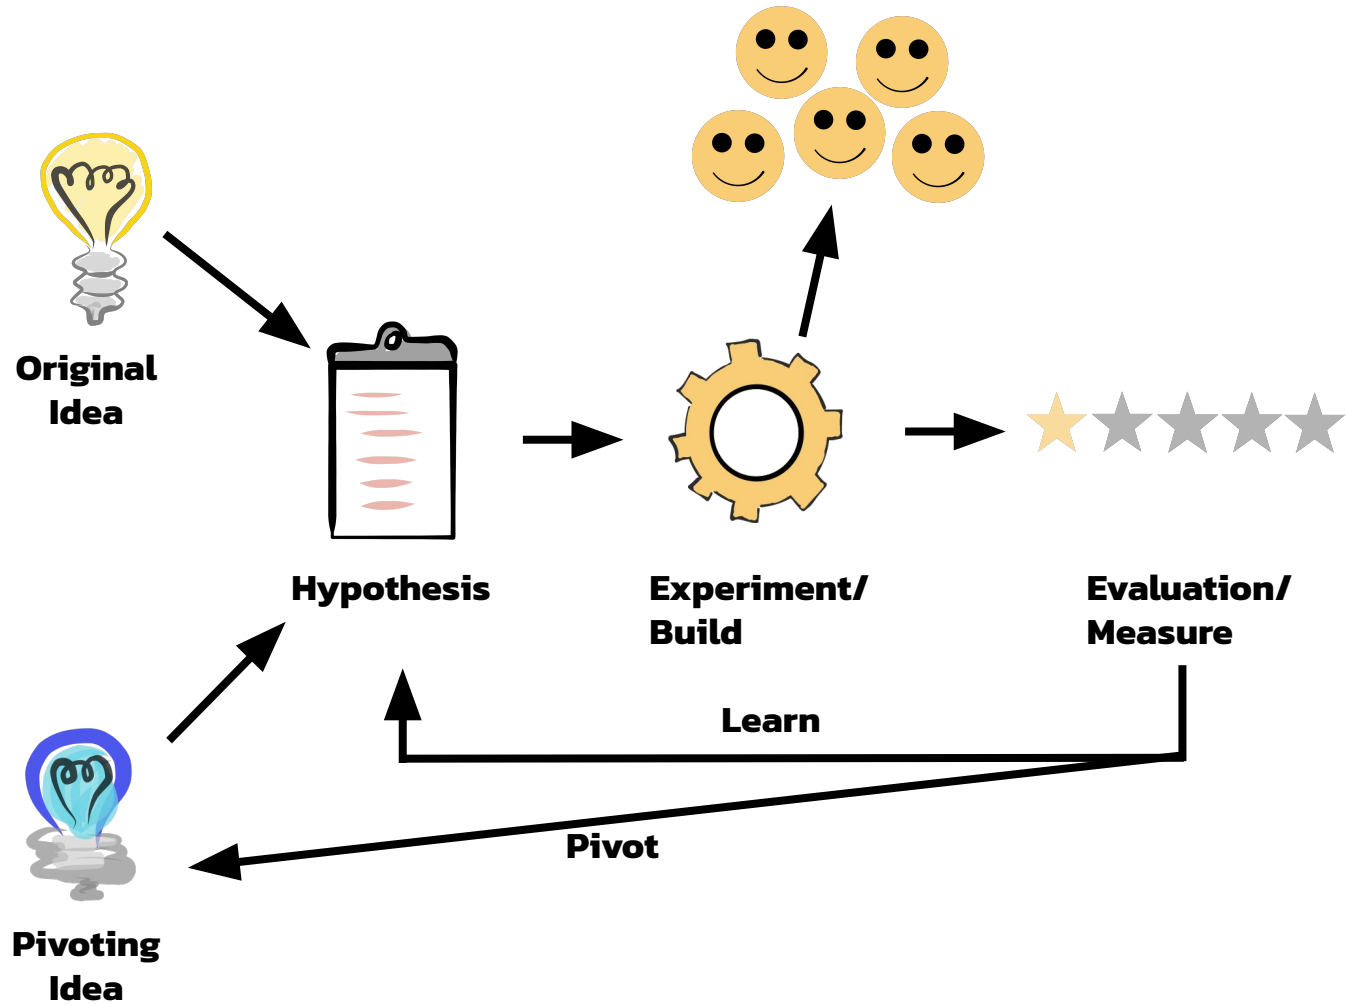 Original
Idea
Hypothesis
Experiment/
Build
Evaluation/
Measure
Learn
Pivot
Pivoting
Idea